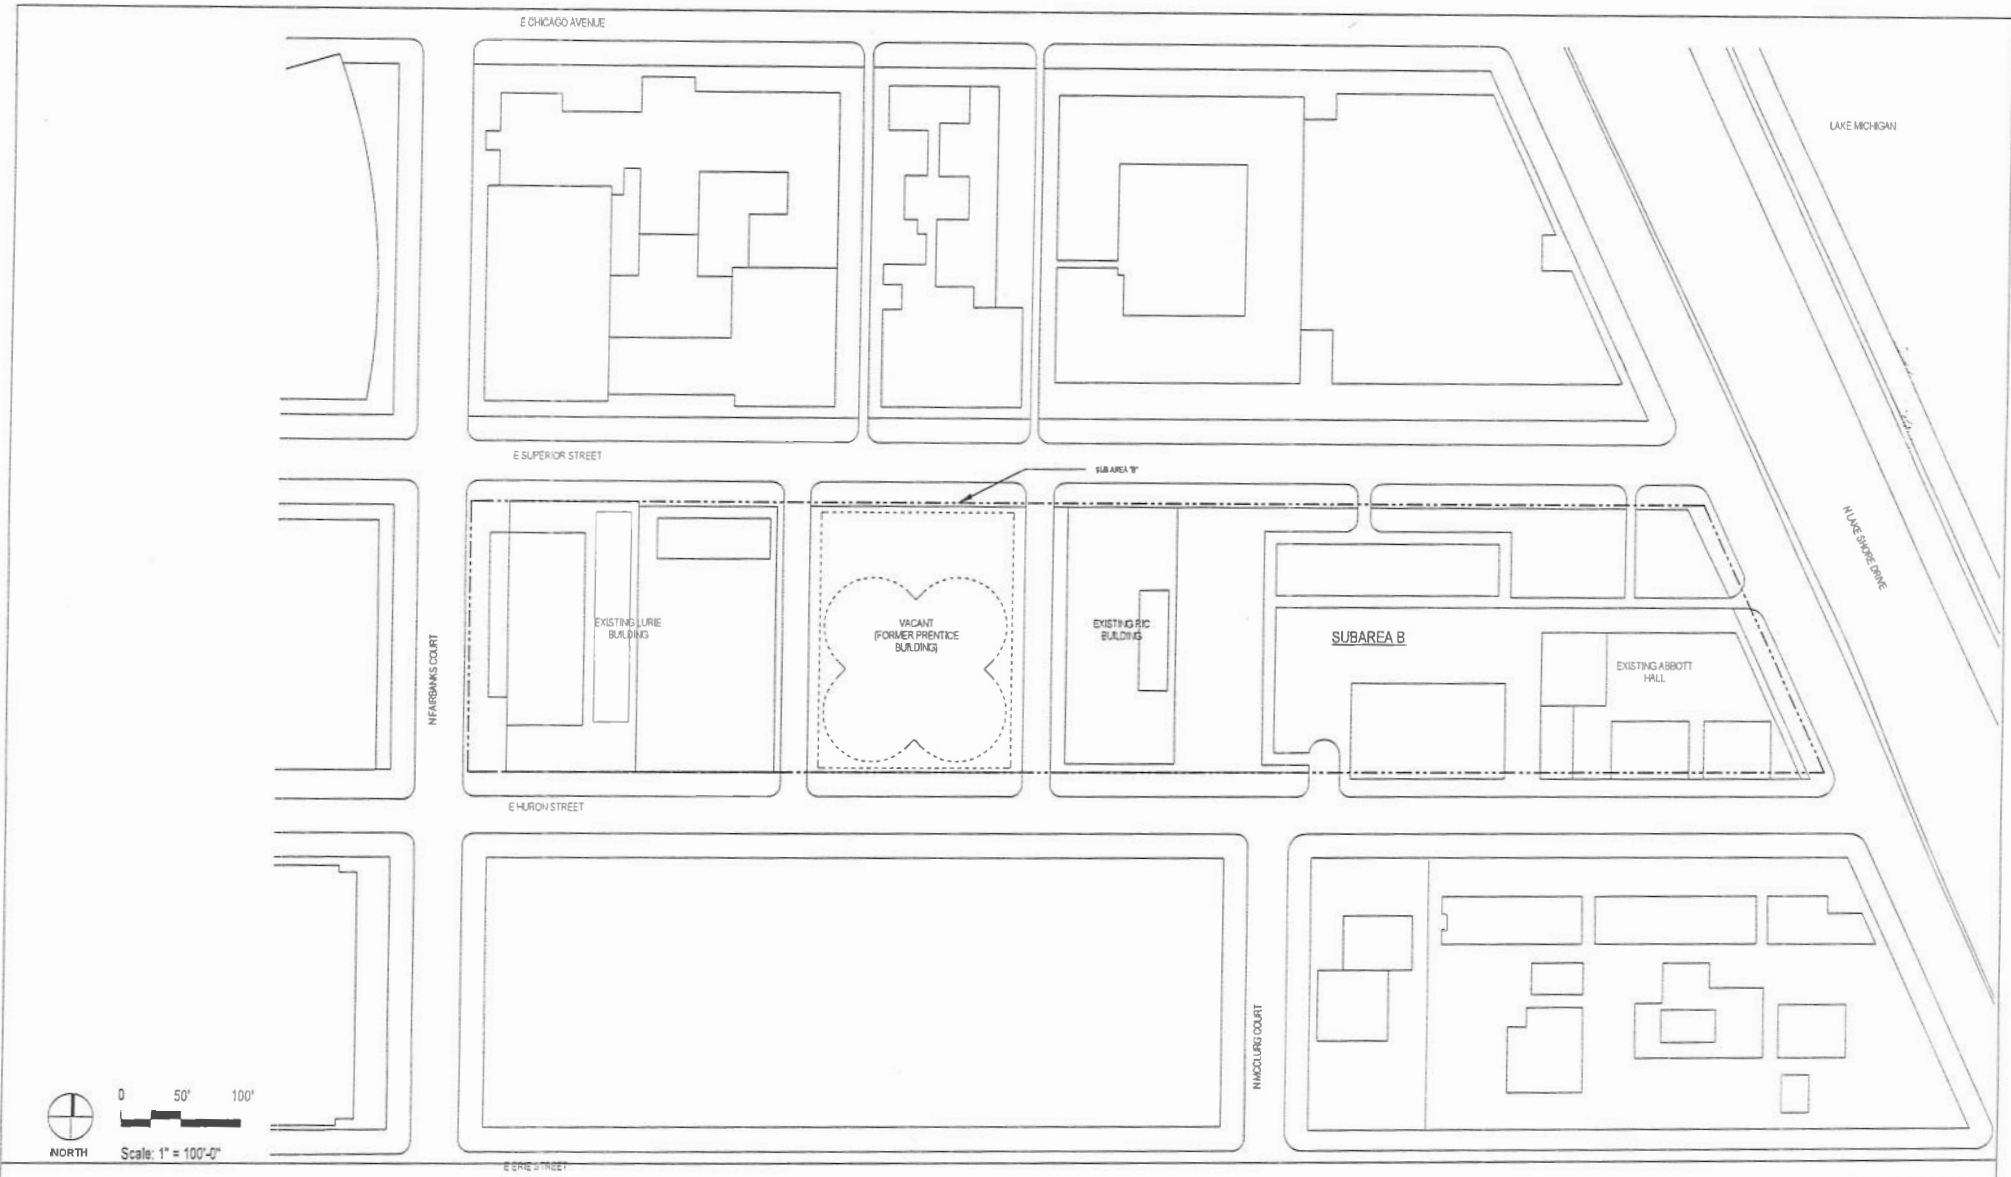 E CHICAGO AVENUE
LAKE MICHIGAN
E SUPERIOR STREET
SUB AREA "B"
N LAKE SHORE DRIVE
EXISTING LURIE
BUILDING
VACANT
(FORMER PRENTICE
BUILDING)
EXISTING RIC
BUILDING
SUBAREA B
EXISTING ABBOTT
HALL
N FAIRBANKS COURT
E HURON STREET
N MCCLURG COURT
0 50' 100'
NORTH
Scale: 1" = 100'-0"
E ERIE STREET